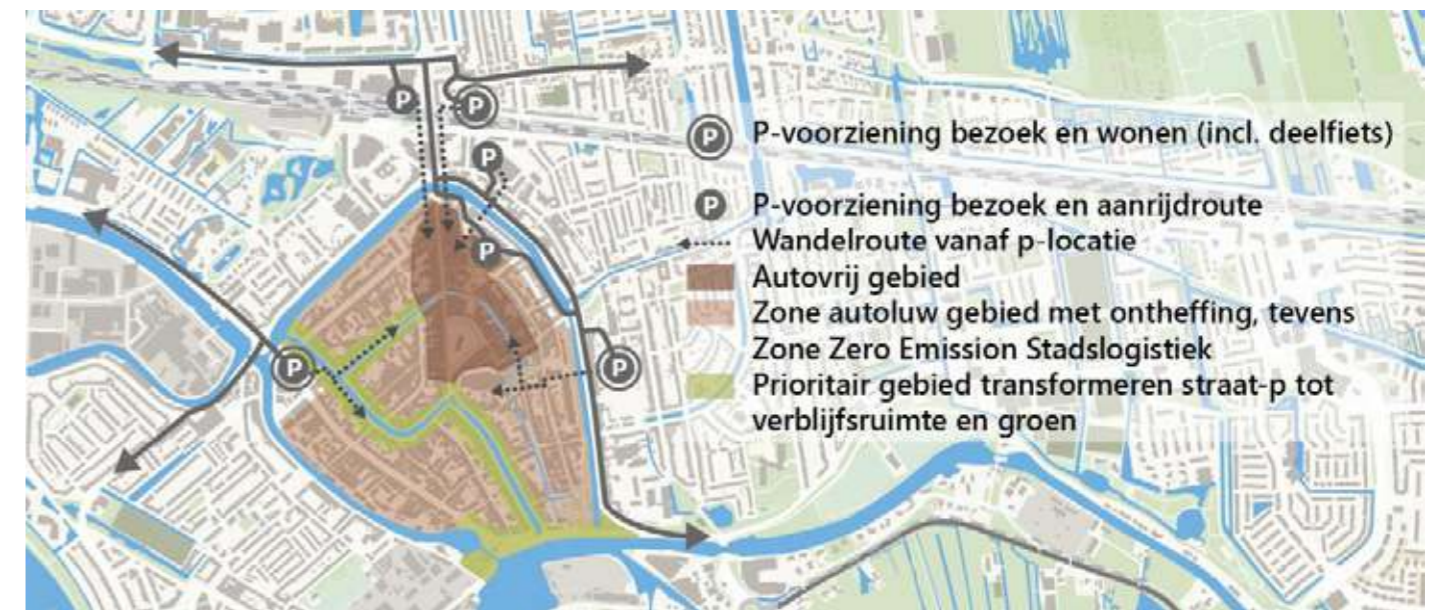 P
P
P
P
P
P
P P-voorziening bezoek en wonen (incl. deelfiets)
P P-voorziening bezoek en aanrijdroute
Wandelroute vanaf p-locatie
Autovrij gebied
Zone autoluw gebied met ontheffing, tevens
Zone Zero Emission Stadslogistiek
Prioritair gebied transformeren straat-p tot
verblijfsruimte en groen